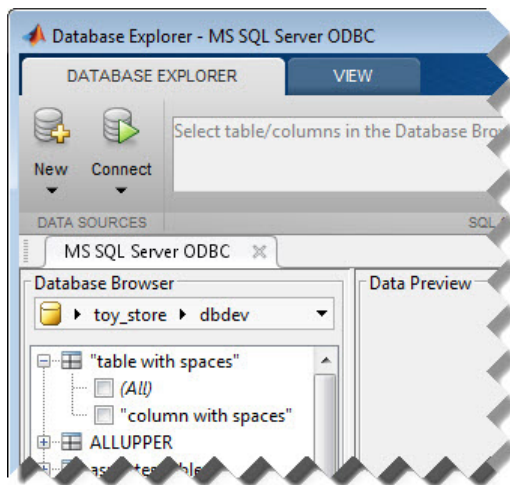 Database Explorer - MS SQL Server ODBC
DATABASE EXPLORER VIEW
Select table/columns in the Database
New Connect
DATA SOURCES SQL
MS SQL Server ODBC
Database Browser Data Preview
toy_store dbdev
"table with spaces"
(All)
"column with spaces"
ALLUPPER